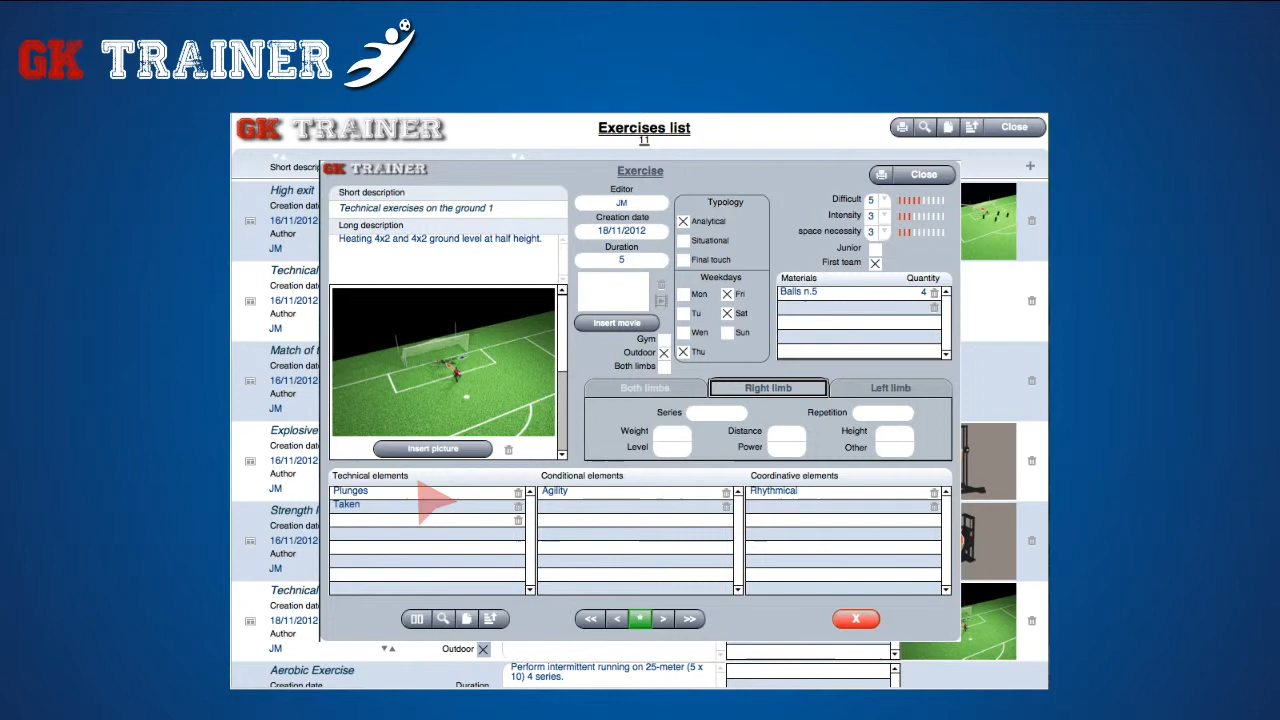 GK TRAINER
GK TRAINER
Exercises list
11
Close
Short descrip
High exit
Creation date
16/11/2012
Author
JM
Technical
Creation date
16/11/2012
Author
JM
Match of t
Creation date
16/11/2012
Author
JM
Explosive
Creation date
16/11/2012
Author
JM
Strength l
Creation date
16/11/2012
Author
JM
Technical
Creation date
18/11/2012
Author
JM
Outdoor
Aerobic Exercise
Creation date
Duration
Perform intermittent running on 25-meter (5 x
10) 4 series.
GK TRAINER
Exercise
Close
Short description
Technical exercises on the ground 1
Long description
Heating 4x2 and 4x2 ground level at half height.
Insert picture
Editor
JM
Creation date
18/11/2012
Duration
5
Insert movie
Gym
Outdoor
Both limbs
Typology
Analytical
Situational
Final touch
Weekdays
Mon Fri
Tu Sat
Wen Sun
Thu
Difficult 5
Intensity 3
space necessity 3
Junior
First team
Materials Quantity
Balls n.5 4
Both limbs Right limb Left limb
Series Repetition
Weight Distance Height
Level Power Other
Technical elements
Plunges
Taken
Conditional elements
Agility
Coordinative elements
Rhythmical
<< < * > >>
X